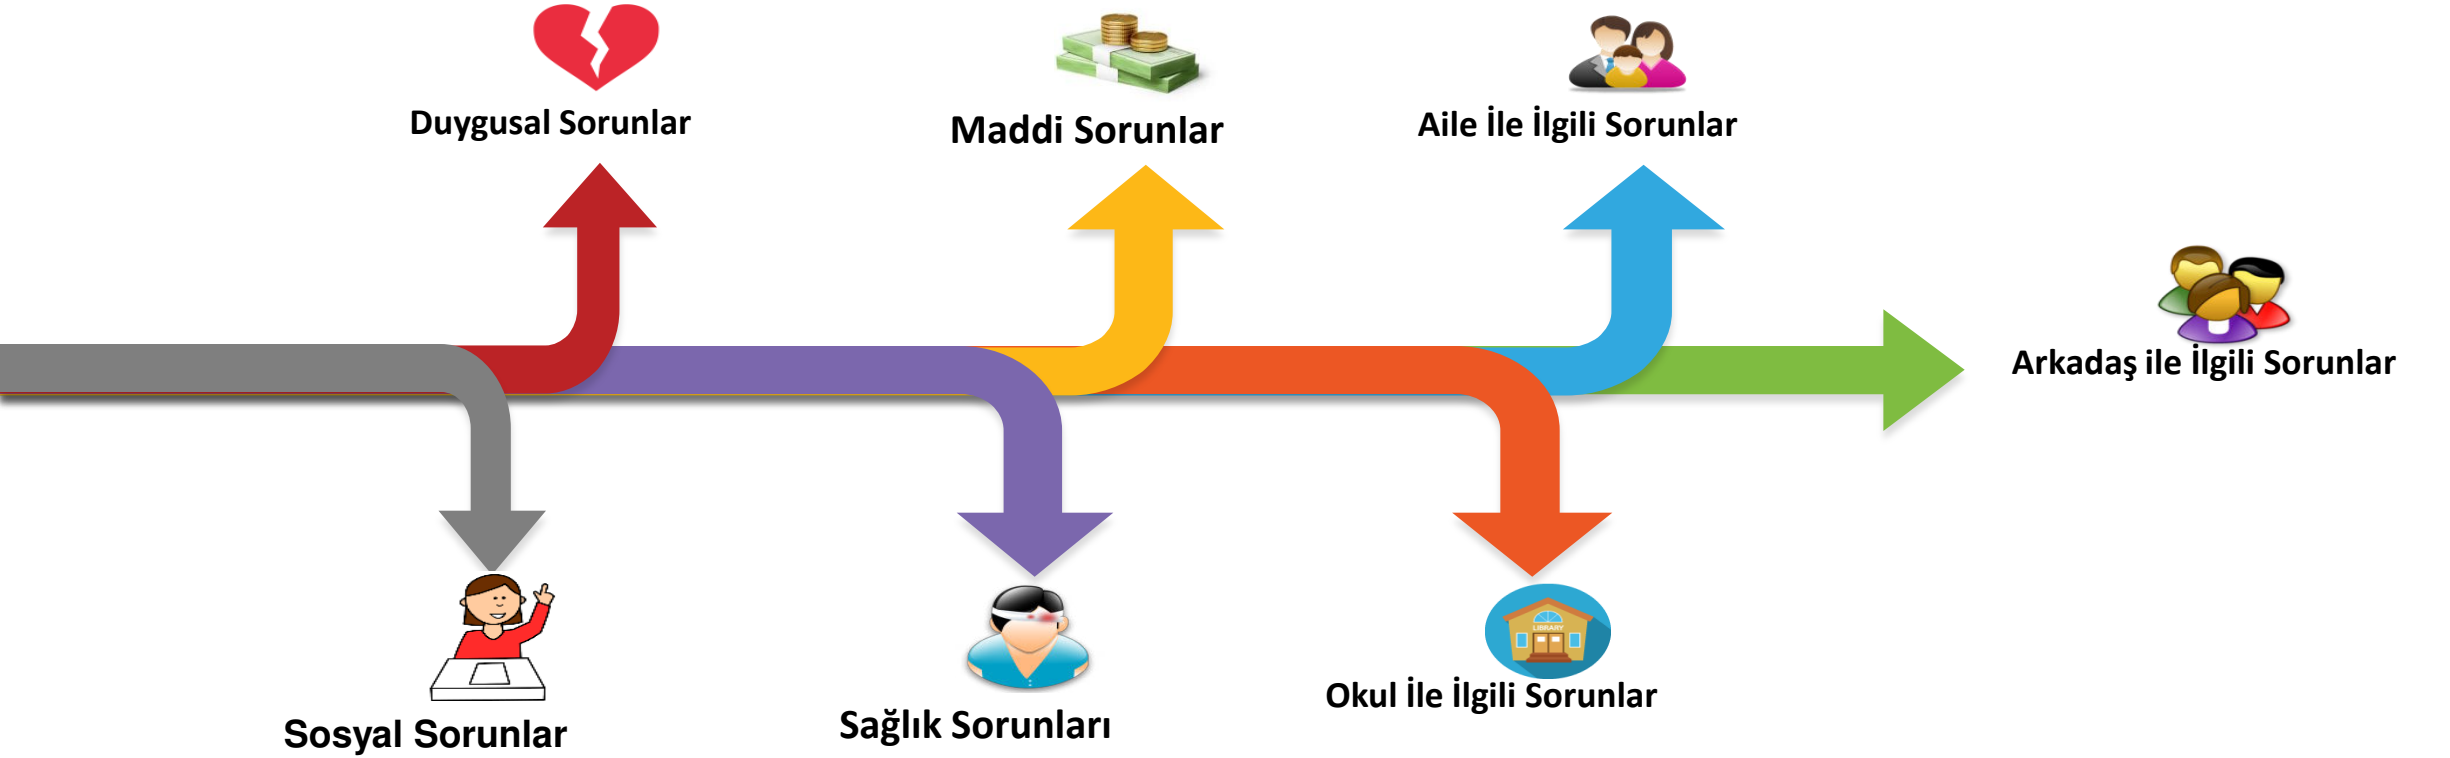 Duygusal Sorunlar
Maddi Sorunlar
Aile İle İlgili Sorunlar
Arkadaş ile İlgili Sorunlar
LIBRARY
Okul İle İlgili Sorunlar
Sağlık Sorunları
Sosyal Sorunlar